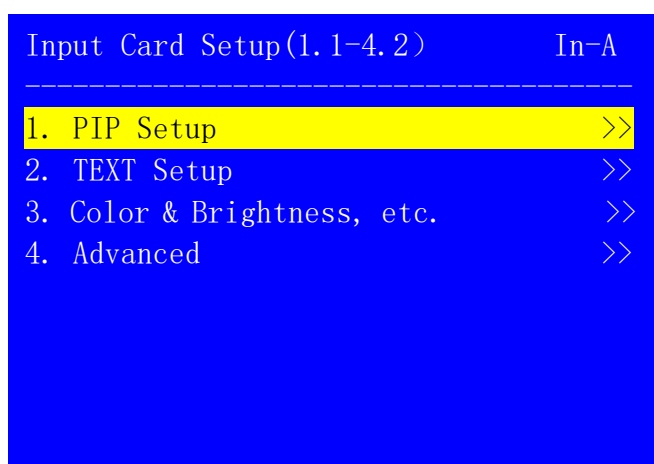 Input Card Setup(1.1-4.2) In-A
--------------------------------------
1. PIP Setup >>
2. TEXT Setup >>
3. Color & Brightness, etc. >>
4. Advanced >>